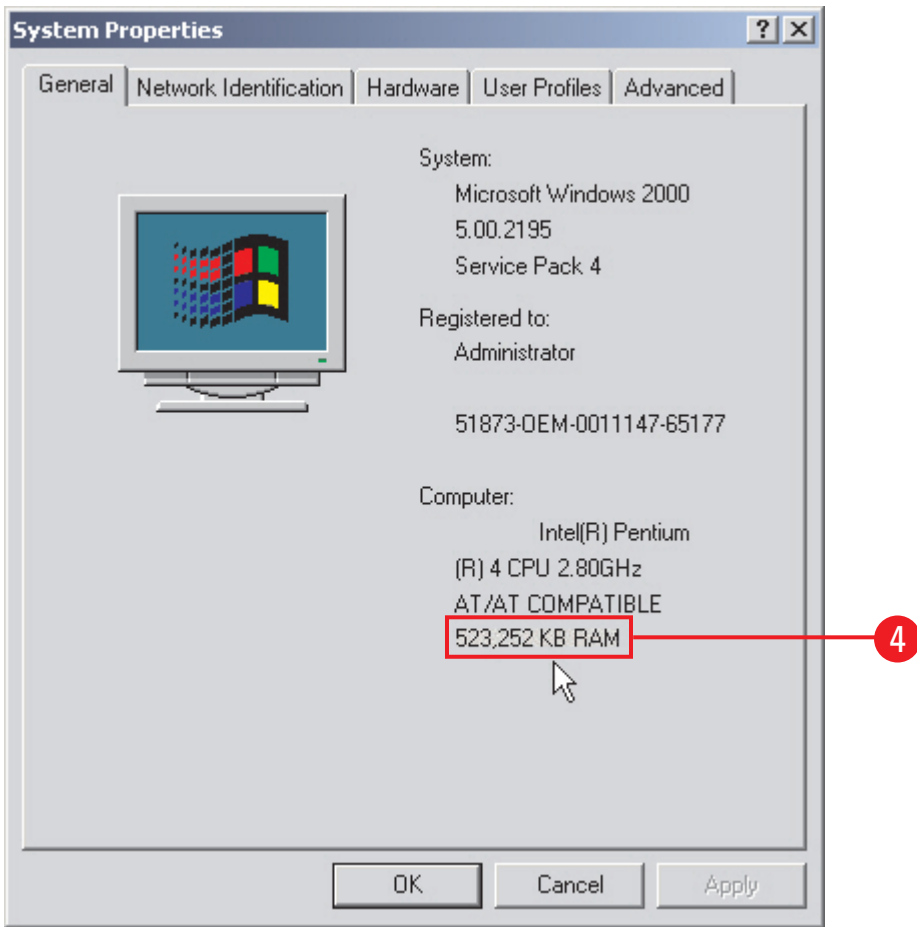 System Properties
?
General Network Identification Hardware User Profiles Advanced
System:
Microsoft Windows 2000
5.00.2195
Service Pack 4
Registered to:
Administrator
51873-OEM-0011147-65177
Computer:
Intel(R) Pentium
(R) 4 CPU 2.80GHz
AT/AT COMPATIBLE
523,252 KB RAM
4
OK Cancel Apply